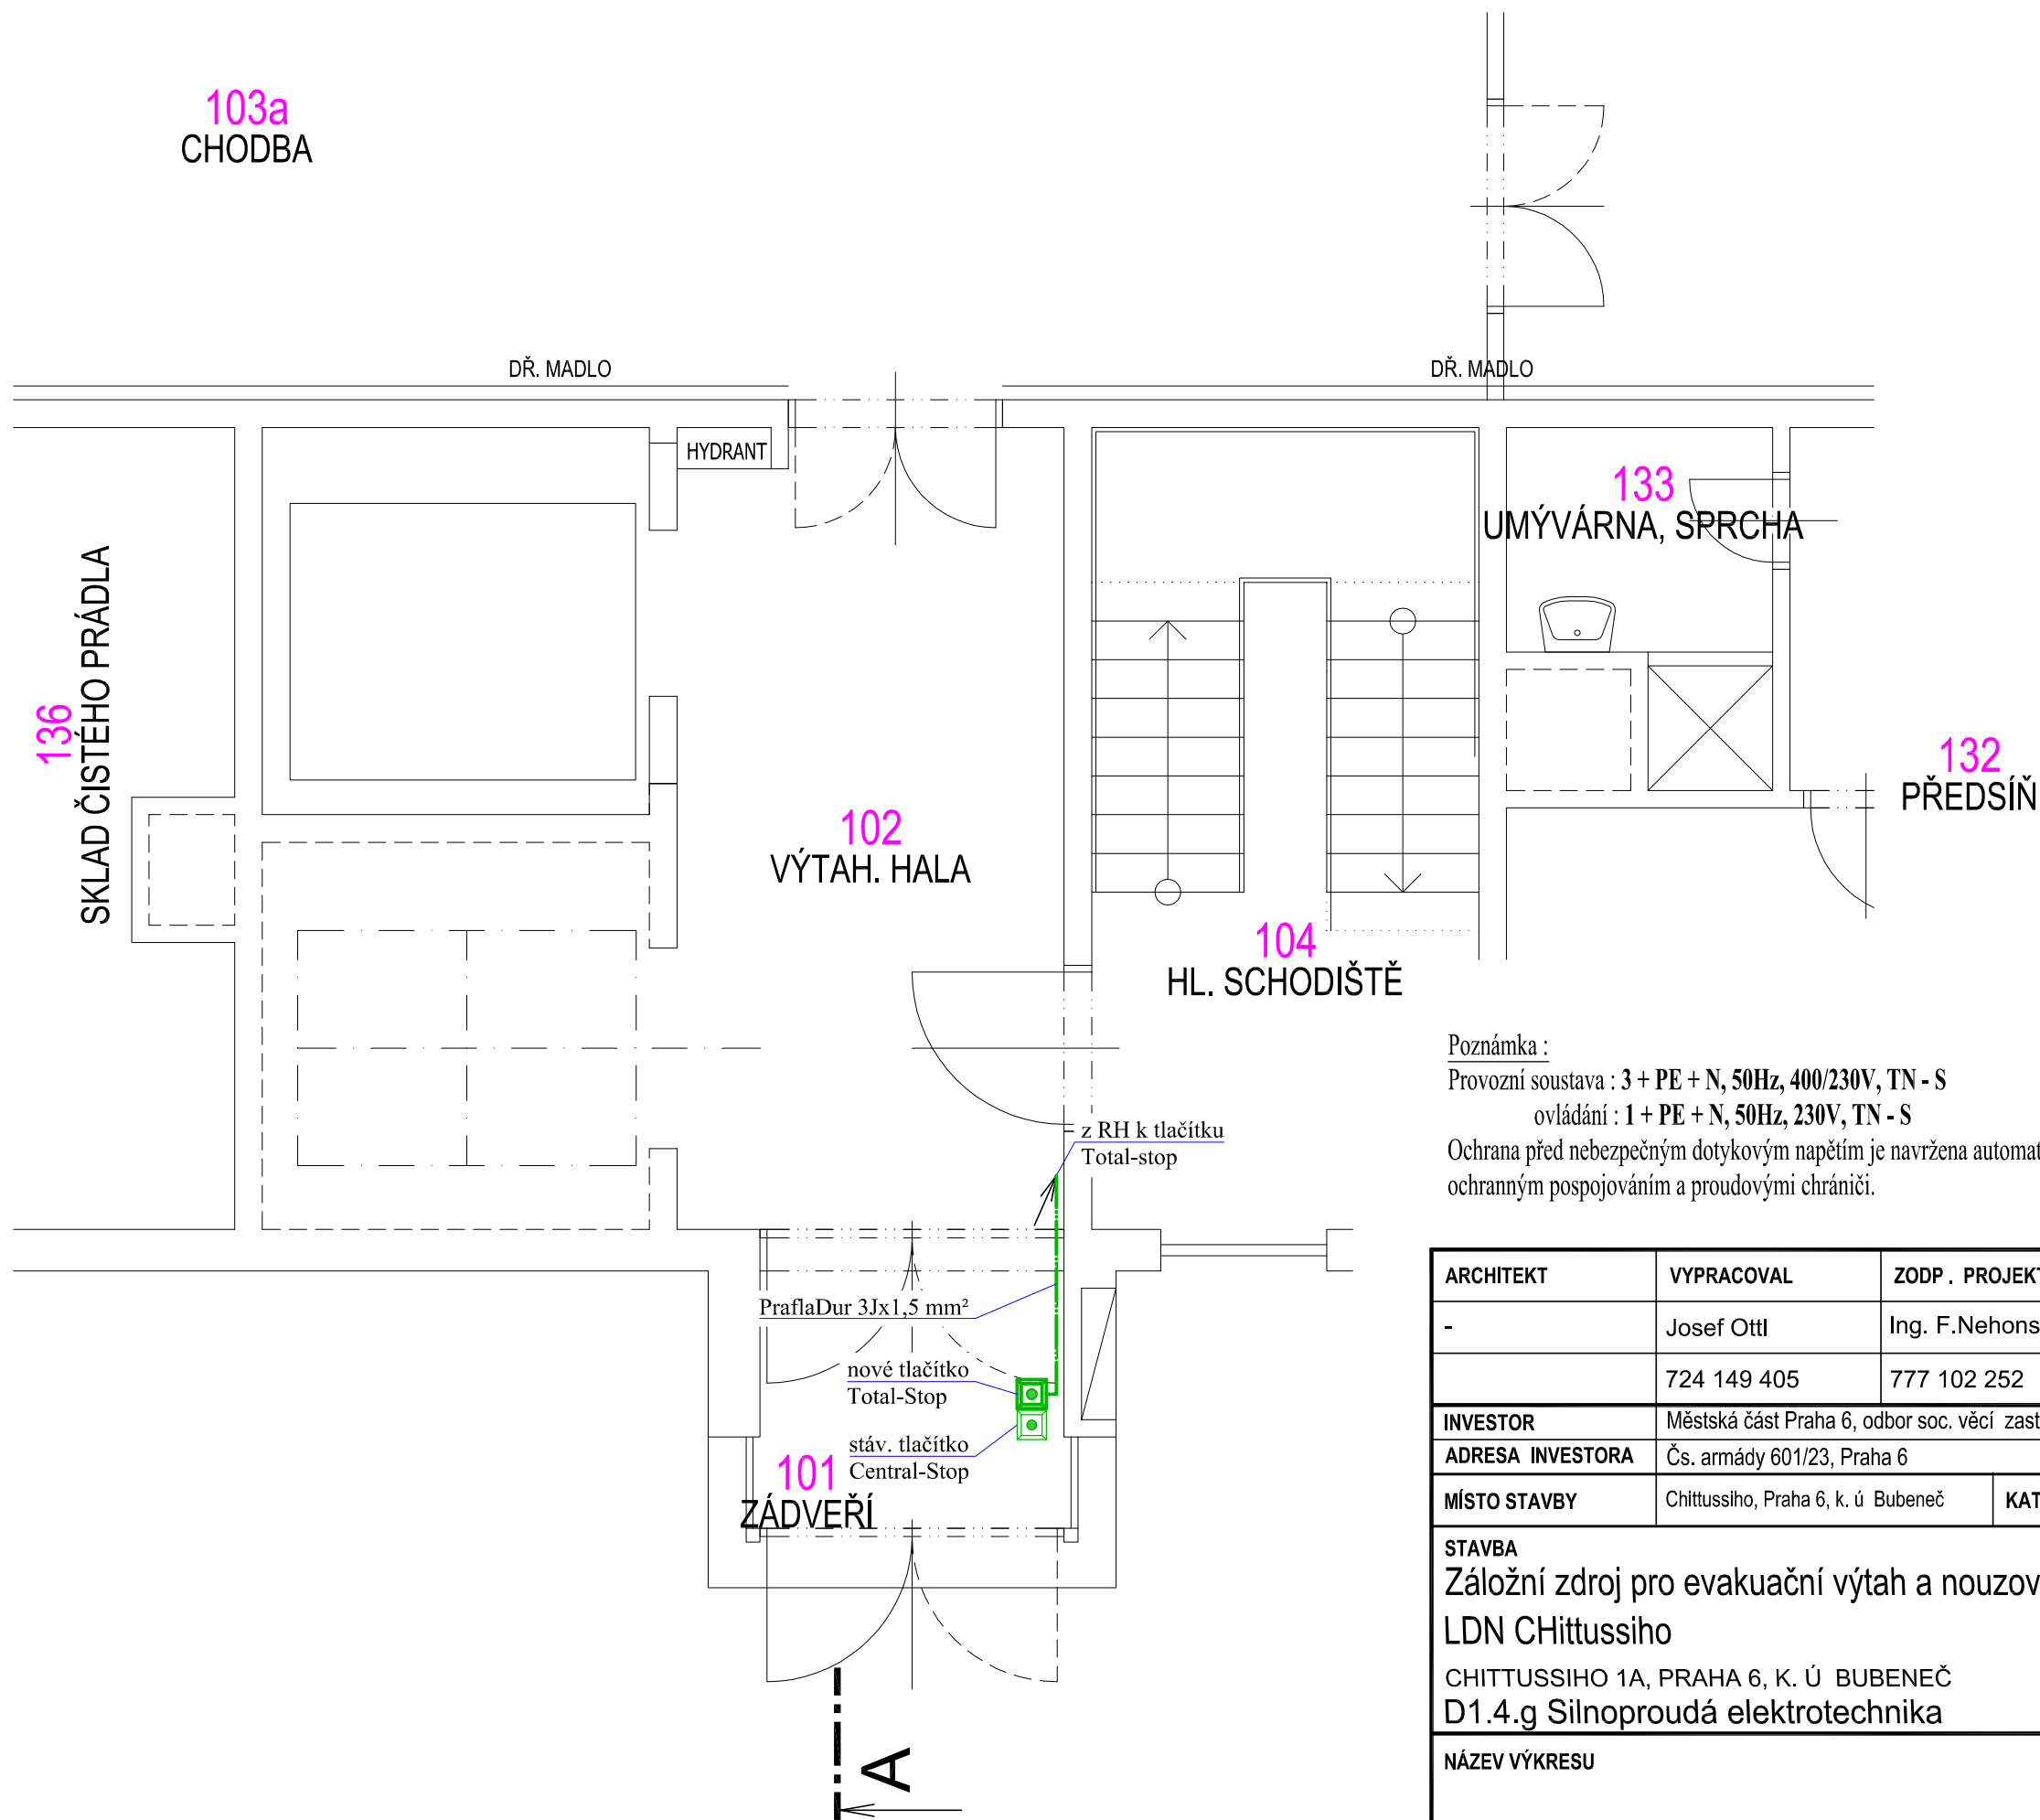 103a
CHODBA
DŘ. MADLO
DŘ. MADLO
HYDRANT
133
UMÝVÁRNA, SPRCHA
136
SKLAD ČISTÉHO PRÁDLA
132
PŘEDSÍŇ
102
VÝTAH. HALA
104
HL. SCHODIŠTĚ
z RH k tlačítku
Total-stop
PraflaDur 3Jx1,5 mm²
nové tlačítko
Total-Stop
stáv. tlačítko
Central-Stop
101
ZÁDVEŘÍ
A
Poznámka :
Provozní soustava : 3 + PE + N, 50Hz, 400/230V, TN - S
ovládání : 1 + PE + N, 50Hz, 230V, TN - S
Ochrana před nebezpečným dotykovým napětím je navržena automat
ochranným pospojováním a proudovými chrániči.
ARCHITEKT VYPRACOVAL ZODP . PROJEKT
- Josef Ottl Ing. F.Nehons
724 149 405 777 102 252
INVESTOR Městská část Praha 6, odbor soc. věcí zast
ADRESA INVESTORA Čs. armády 601/23, Praha 6
MÍSTO STAVBY Chittussiho, Praha 6, k. ú Bubeneč KAT
STAVBA
Záložní zdroj pro evakuační výtah a nouzov
LDN CHittussiho
CHITTUSSIHO 1A, PRAHA 6, K. Ú BUBENEČ
D1.4.g Silnoproudá elektrotechnika
NÁZEV VÝKRESU